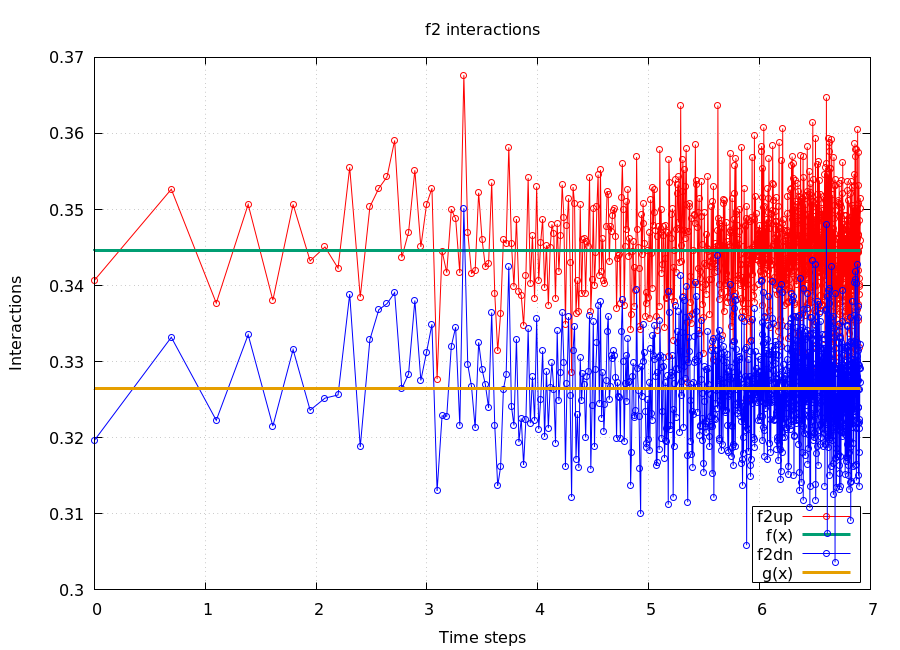 f2 interactions
0.37
0.36
0.35
0.34
0.33
0.32
0.31
0.3
Interactions
f2up
f(x)
f2dn
g(x)
0 1 2 3 4 5 6 7
Time steps